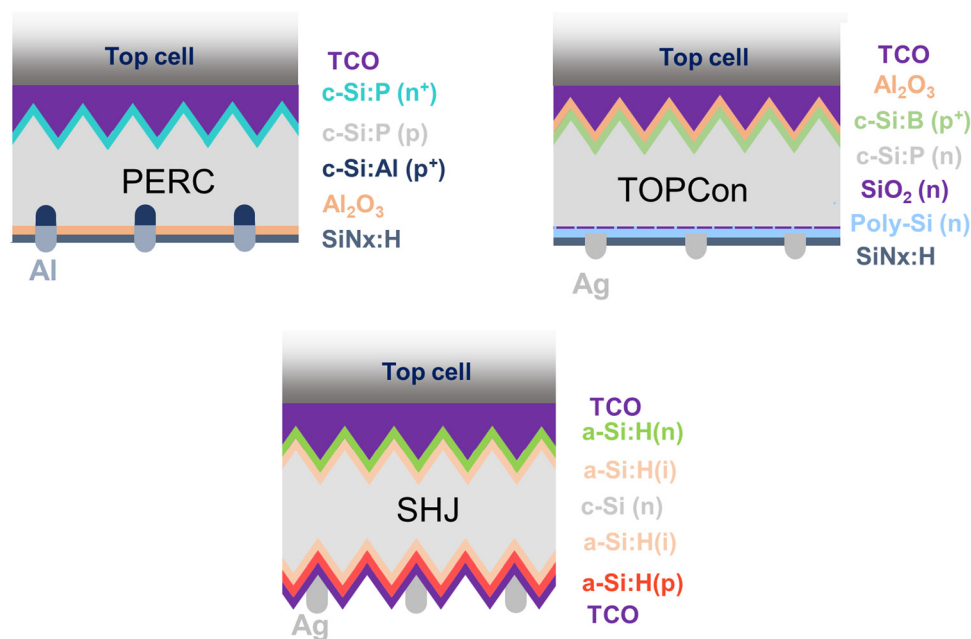 Top cell
TCO
c-Si:P (n⁺)
c-Si:P (p)
c-Si:Al (p⁺)
Al₂O₃
SiNx:H
PERC
Al
Top cell
TCO
Al₂O₃
c-Si:B (p⁺)
c-Si:P (n)
SiO₂ (n)
Poly-Si (n)
SiNx:H
TOPCon
Ag
Top cell
TCO
a-Si:H(n)
a-Si:H(i)
c-Si (n)
a-Si:H(i)
a-Si:H(p)
TCO
SHJ
Ag